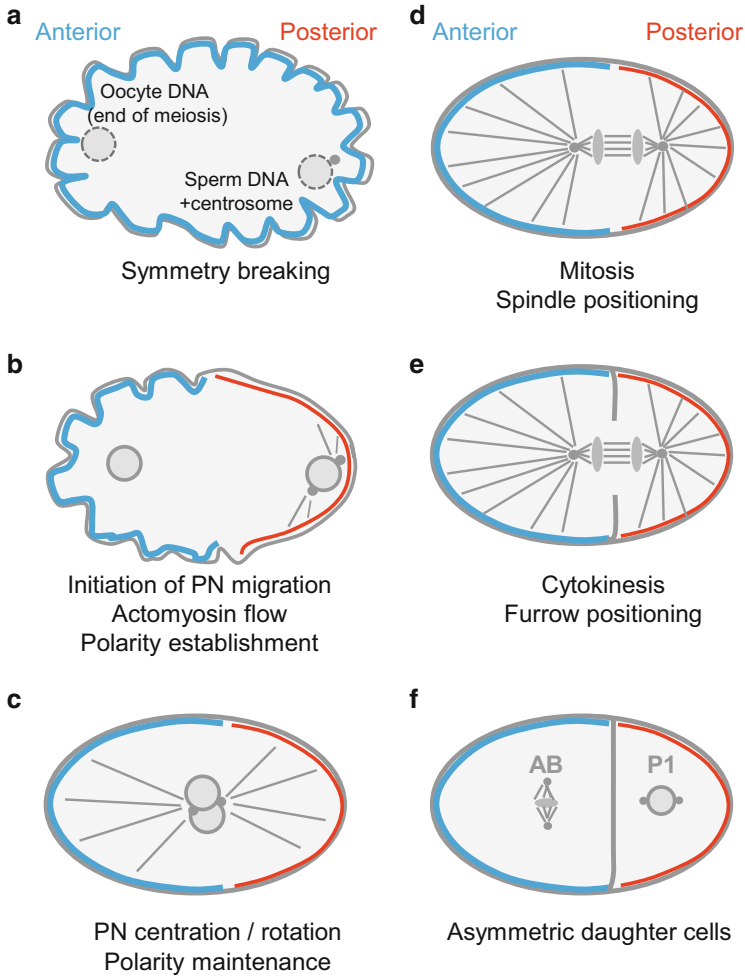 a
Anterior
Posterior
Oocyte DNA
(end of meiosis)
Sperm DNA
+centrosome
Symmetry breaking
b
Initiation of PN migration
Actomyosin flow
Polarity establishment
c
PN centration / rotation
Polarity maintenance
d
Anterior
Posterior
Mitosis
Spindle positioning
e
Cytokinesis
Furrow positioning
f
AB
P1
Asymmetric daughter cells